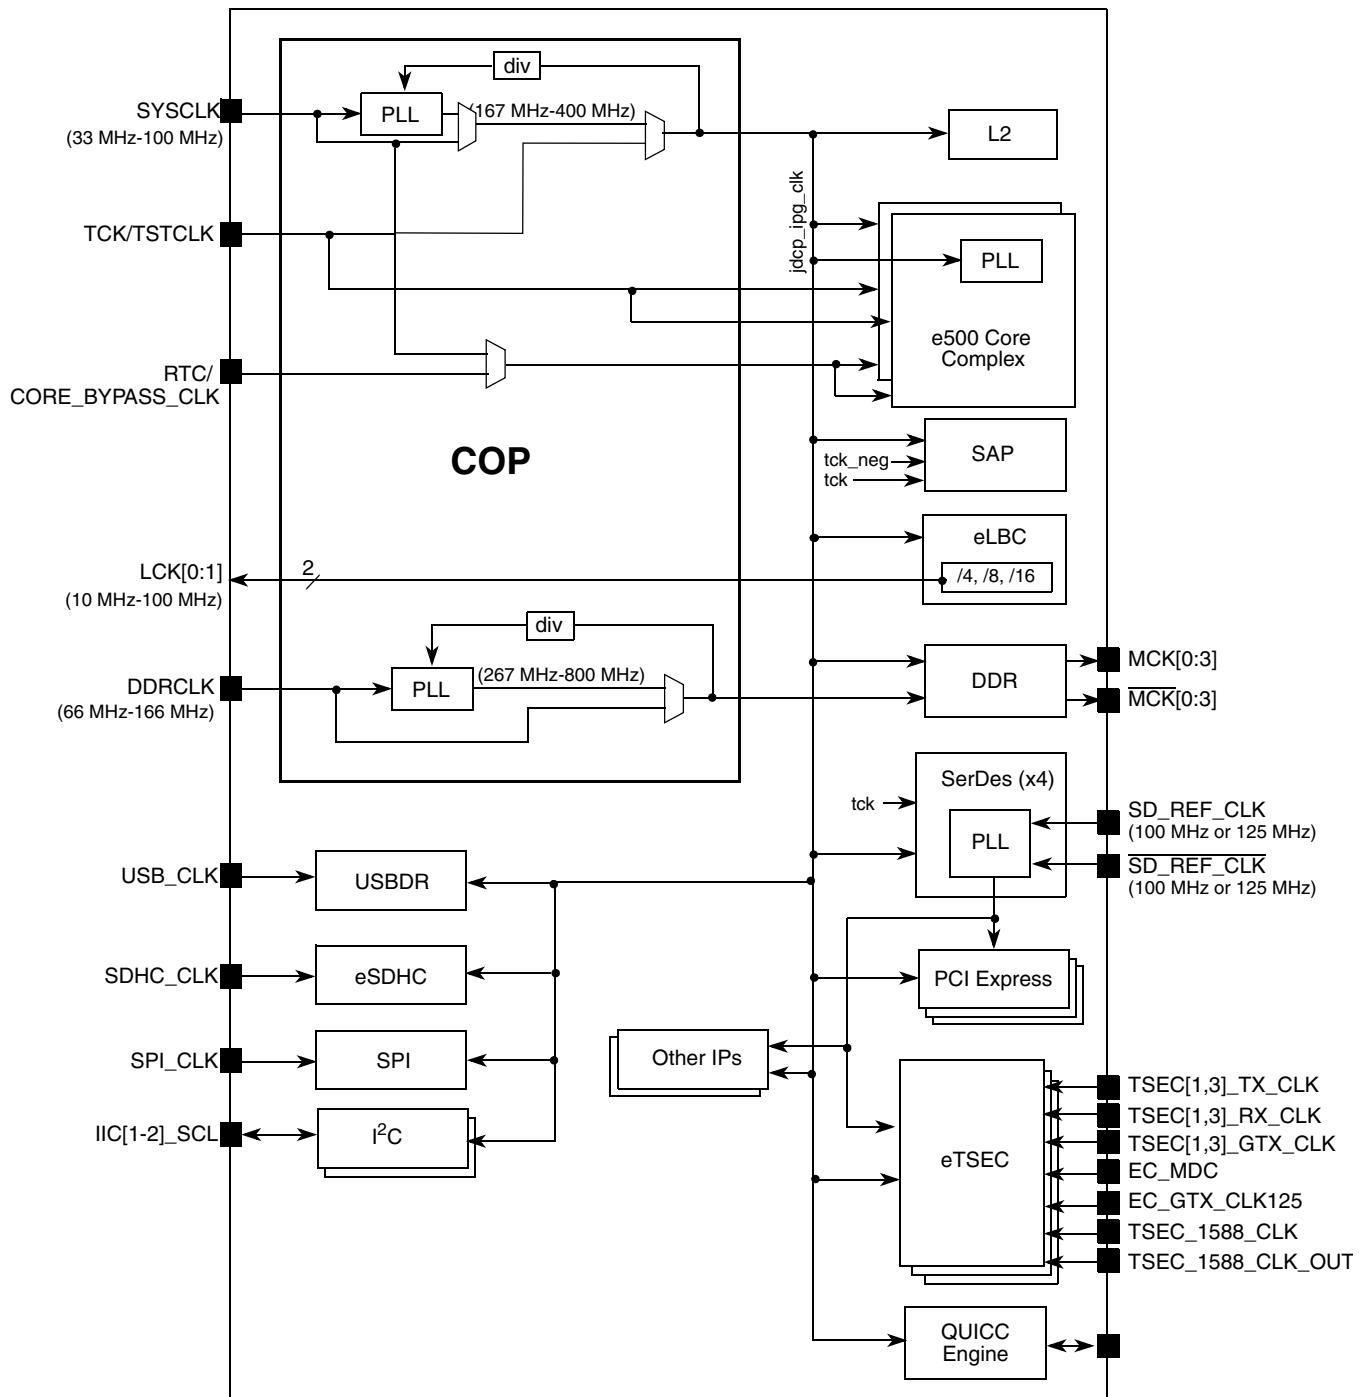 div
SYSCLK
(33 MHz-100 MHz)
PLL
(167 MHz-400 MHz)
L2
TCK/TSTCLK
jdcp_ipg_clk
PLL
e500 Core
Complex
RTC/
CORE_BYPASS_CLK
COP
SAP
tck_neg
tck
eLBC
/4, /8, /16
LCK[0:1]
(10 MHz-100 MHz)
2
div
DDRCLK
(66 MHz-166 MHz)
PLL
(267 MHz-800 MHz)
DDR
MCK[0:3]
MCK[0:3]
SerDes (x4)
tck
PLL
SD_REF_CLK
(100 MHz or 125 MHz)
SD_REF_CLK
(100 MHz or 125 MHz)
USB_CLK
USBDR
SDHC_CLK
eSDHC
PCI Express
SPI_CLK
SPI
Other IPs
IIC[1-2]_SCL
I2C
eTSEC
TSEC[1,3]_TX_CLK
TSEC[1,3]_RX_CLK
TSEC[1,3]_GTX_CLK
EC_MDC
EC_GTX_CLK125
TSEC_1588_CLK
TSEC_1588_CLK_OUT
QUICC
Engine